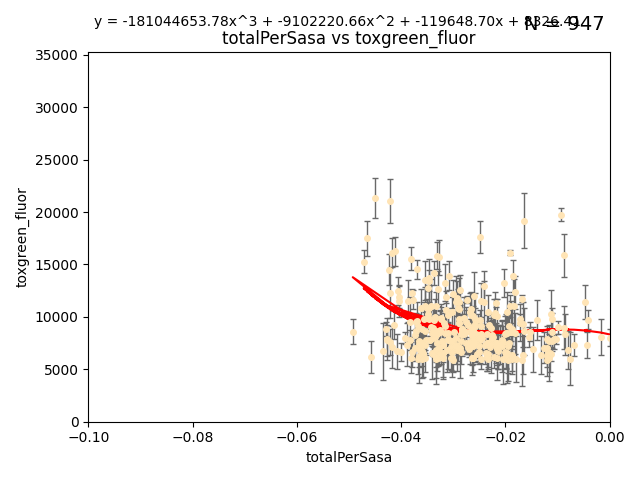 y = -181044653.78x^3 + -9102220.66x^2 + -119648.70x + 8326.41
N = 947
totalPerSasa vs toxgreen_fluor
35000
30000
25000
20000
15000
10000
5000
0
toxgreen_fluor
−0.10
−0.08
−0.06
−0.04
−0.02
0.00
totalPerSasa